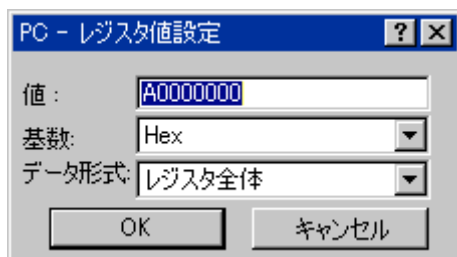 PC - レジスタ値設定
値 : A0000000
基数: Hex
データ形式: レジスタ全体
OK キャンセル